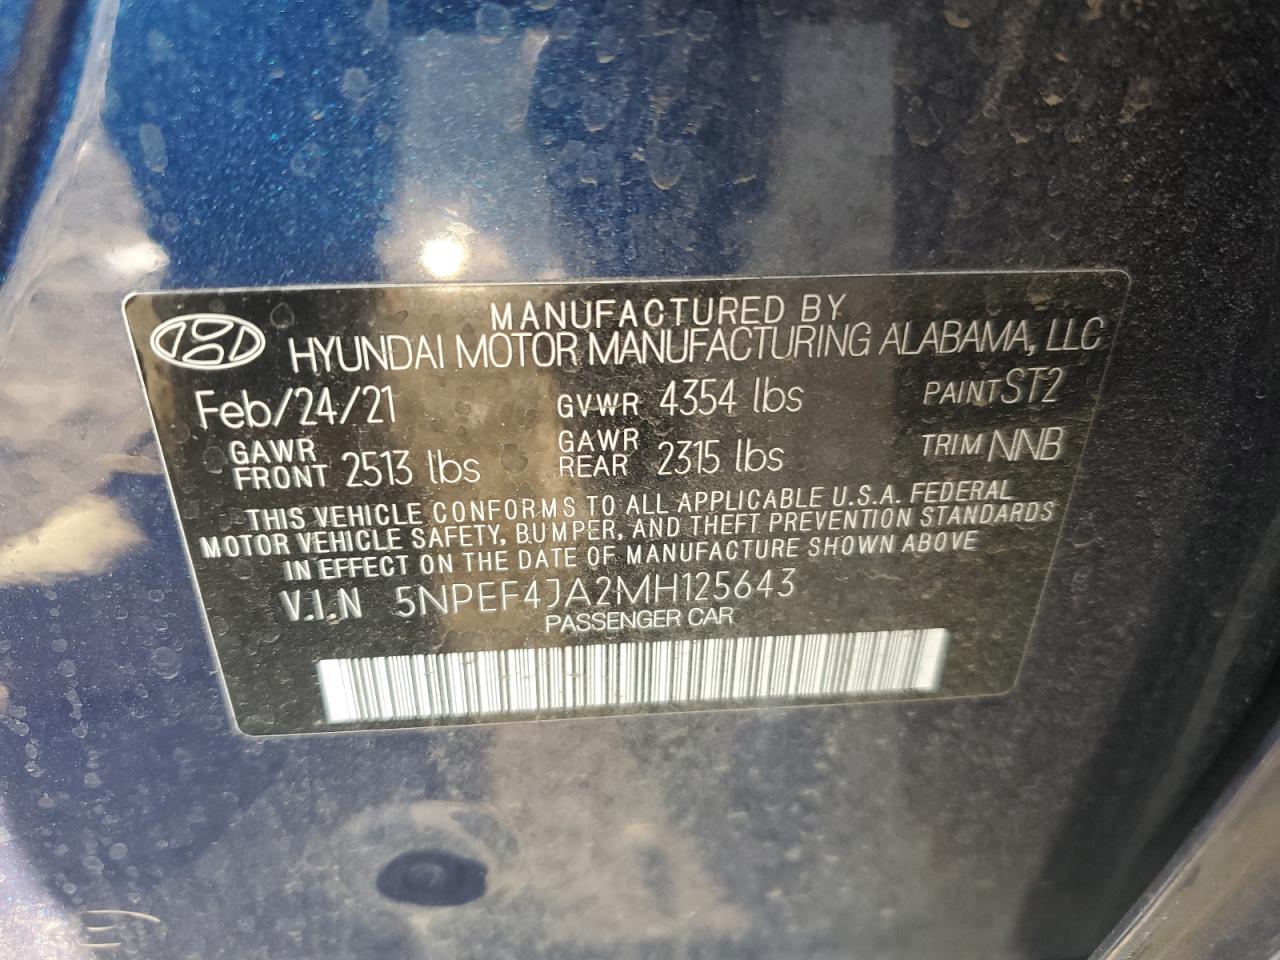 MANUFACTURED BY
HYUNDAI MOTOR MANUFACTURING ALABAMA, LLC
Feb/24/21 GVWR 4354 lbs PAINT ST2
GAWR FRONT 2513 lbs GAWR REAR 2315 lbs TRIM NNB
THIS VEHICLE CONFORMS TO ALL APPLICABLE U.S.A. FEDERAL
MOTOR VEHICLE SAFETY, BUMPER, AND THEFT PREVENTION STANDARDS
IN EFFECT ON THE DATE OF MANUFACTURE SHOWN ABOVE
V.I.N 5NPEF4JA2MH125643
PASSENGER CAR